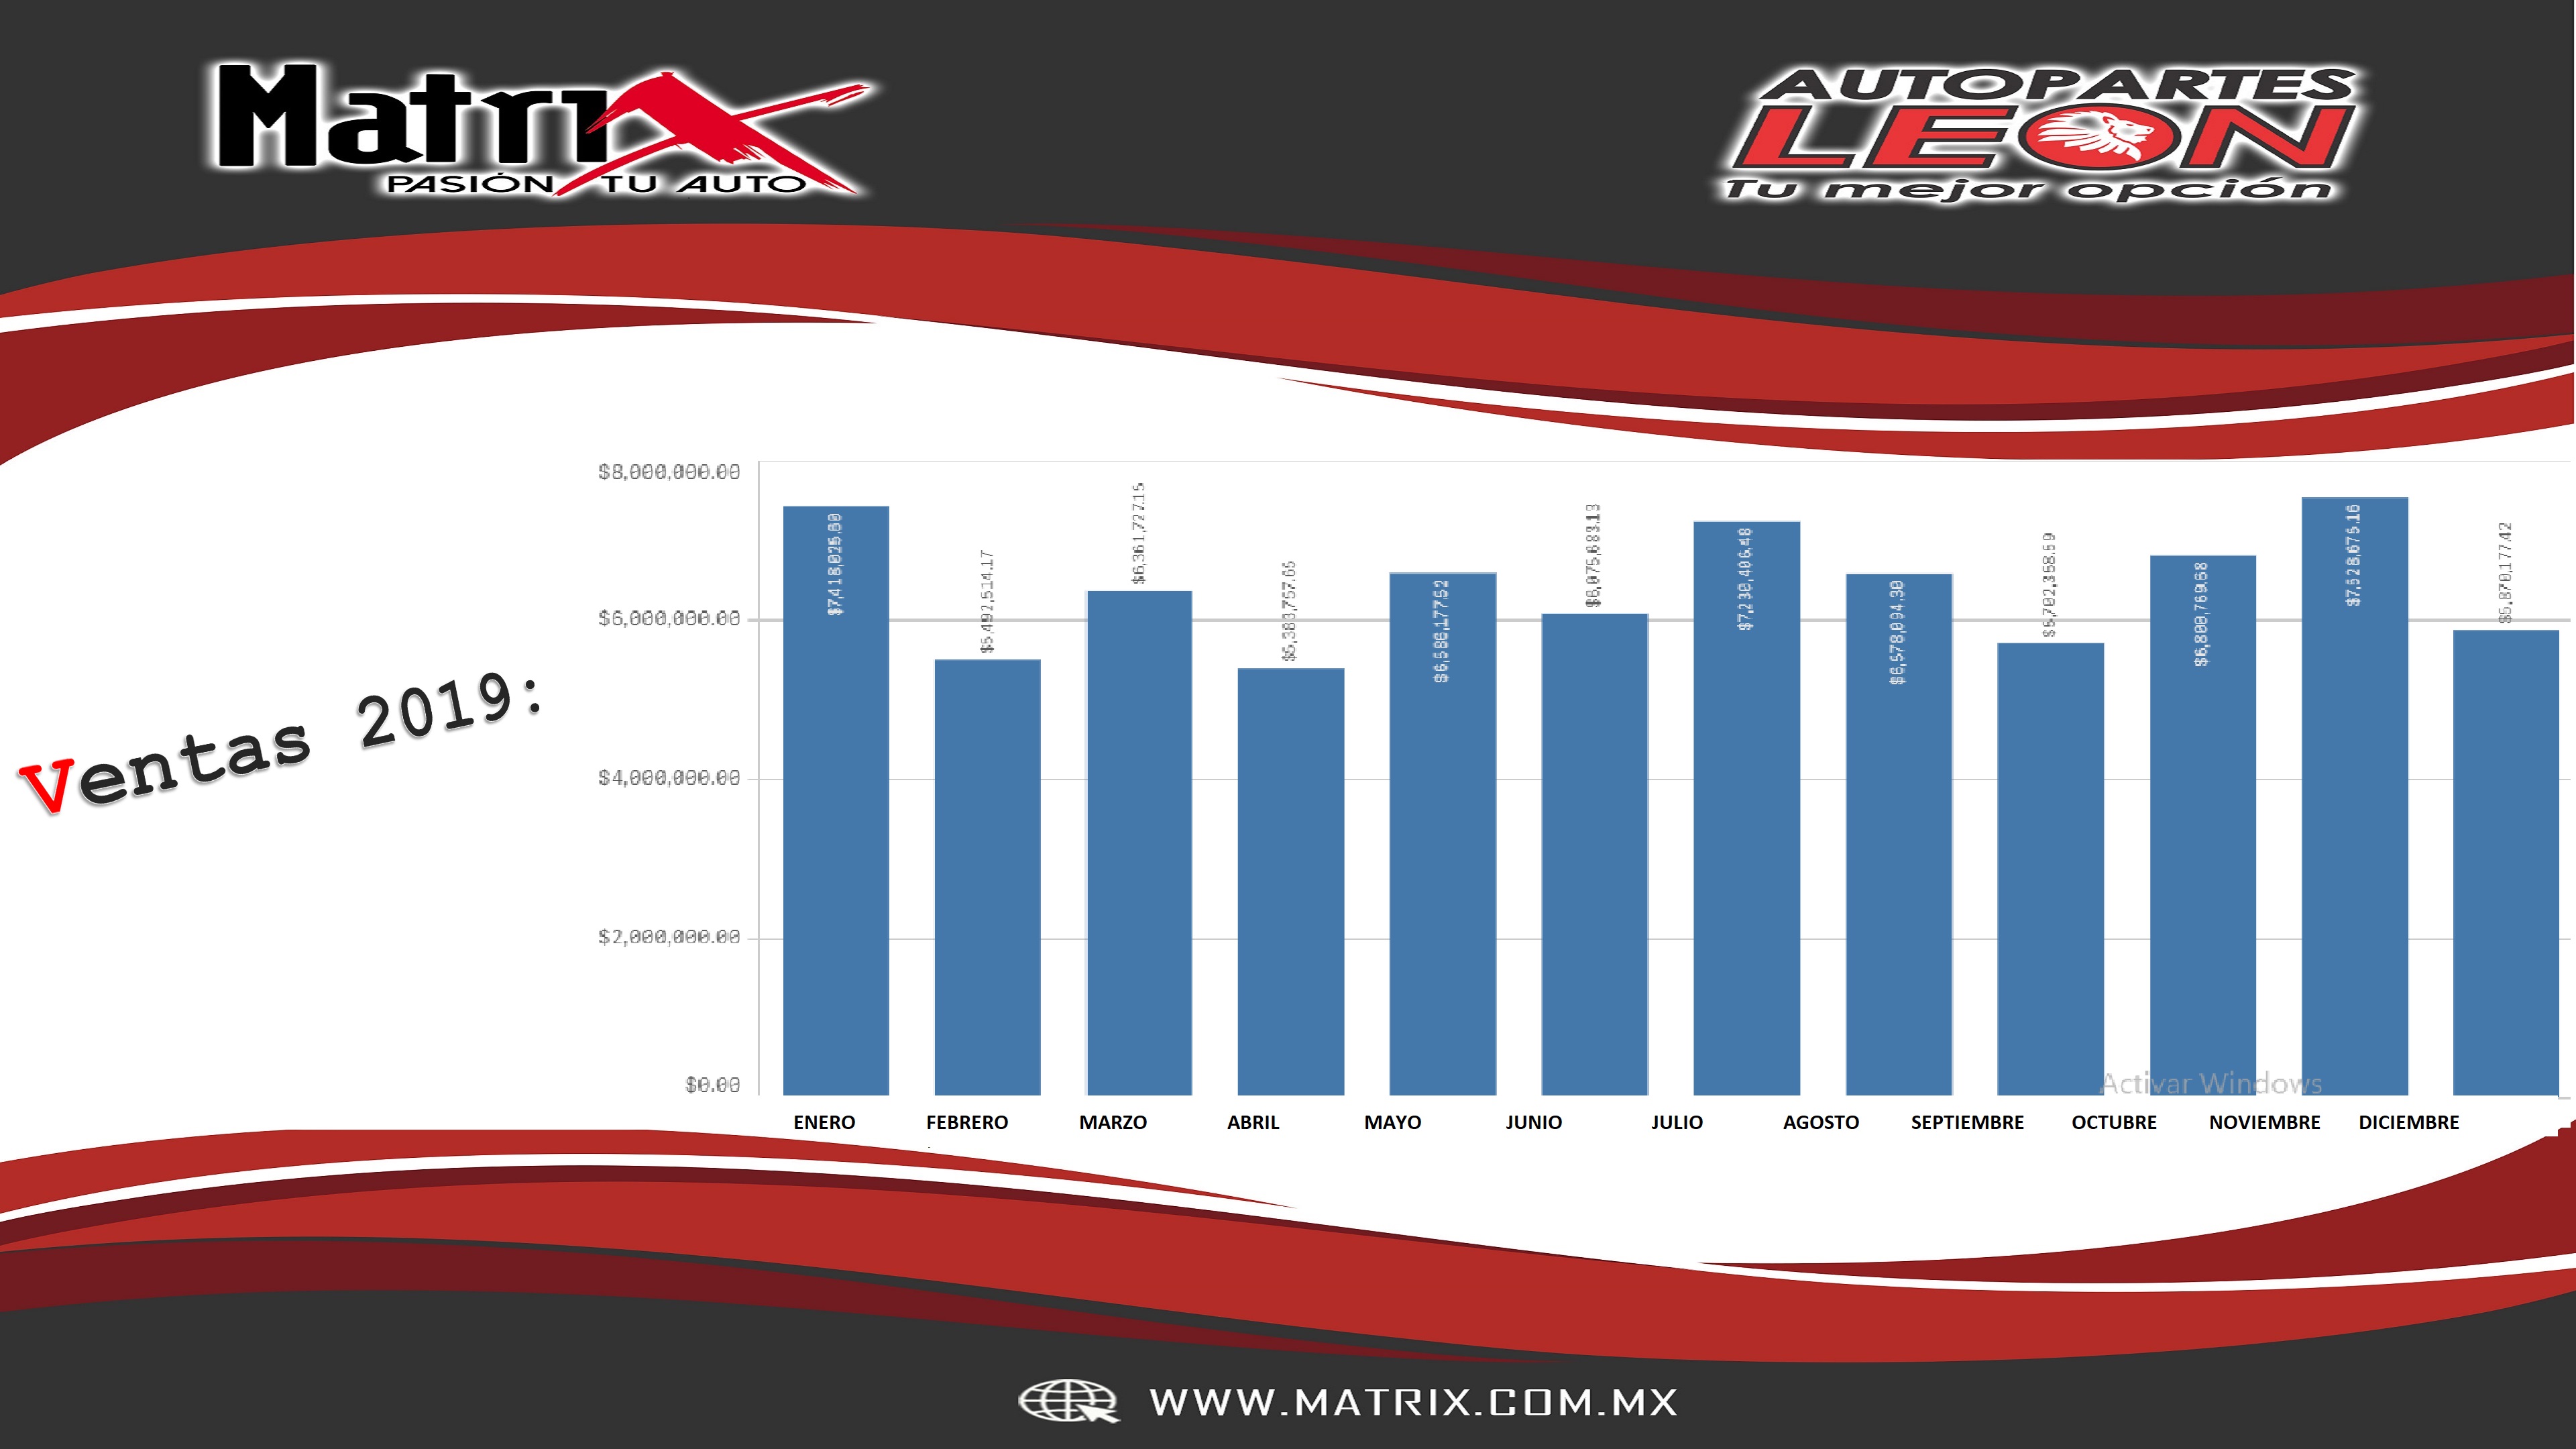 Matrix
PASIÓN TU AUTO
AUTOPARTES
LEON
Tu mejor opción
Ventas 2019:
$8,000,000.00
$6,000,000.00
$4,000,000.00
$2,000,000.00
$0.00
$5,492,514.17
$6,361,727.15
$5,383,757.65
$6,586,177.52
$6,075,683.13
$7,230,406.48
$6,578,094.30
$5,702,358.59
$6,800,769.68
$7,528,675.16
$5,870,177.42
ENERO FEBRERO MARZO ABRIL MAYO JUNIO JULIO AGOSTO SEPTIEMBRE OCTUBRE NOVIEMBRE DICIEMBRE
Activar Windows
WWW.MATRIX.COM.MX